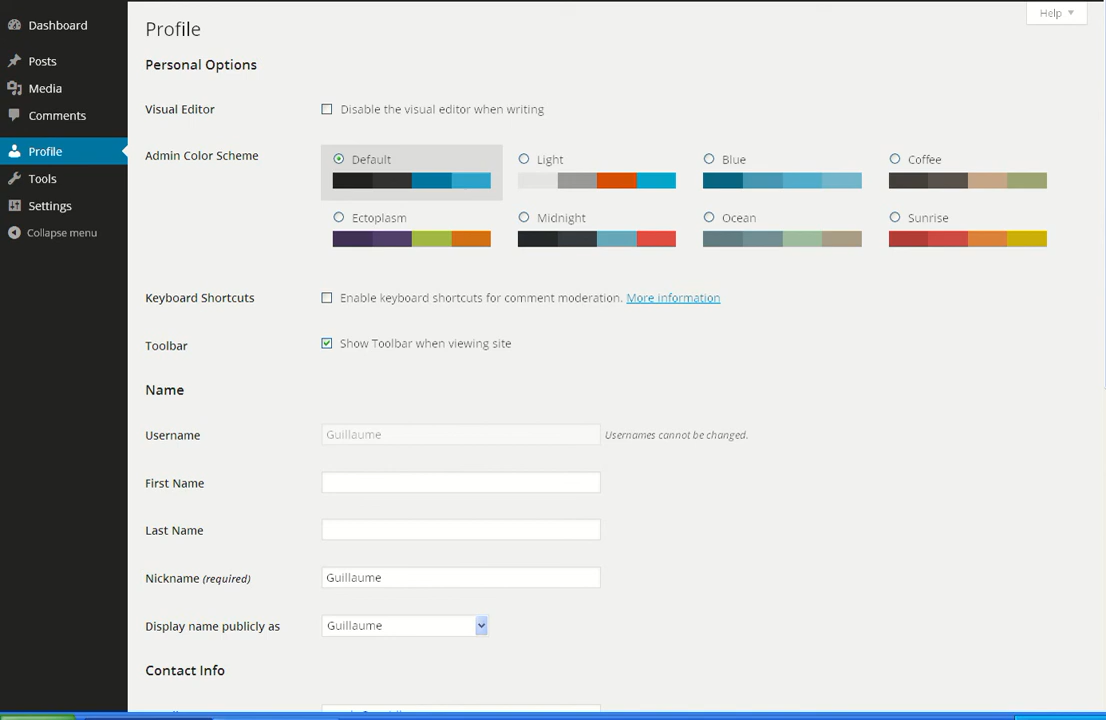 Help
Dashboard
Posts
Media
Comments
Profile
Tools
Settings
Collapse menu
Profile
Personal Options
Visual Editor
Disable the visual editor when writing
Admin Color Scheme
Default
Light
Blue
Coffee
Ectoplasm
Midnight
Ocean
Sunrise
Keyboard Shortcuts
Enable keyboard shortcuts for comment moderation. More information
Toolbar
Show Toolbar when viewing site
Name
Username
Guillaume
Usernames cannot be changed.
First Name
Last Name
Nickname (required)
Guillaume
Display name publicly as
Guillaume
Contact Info